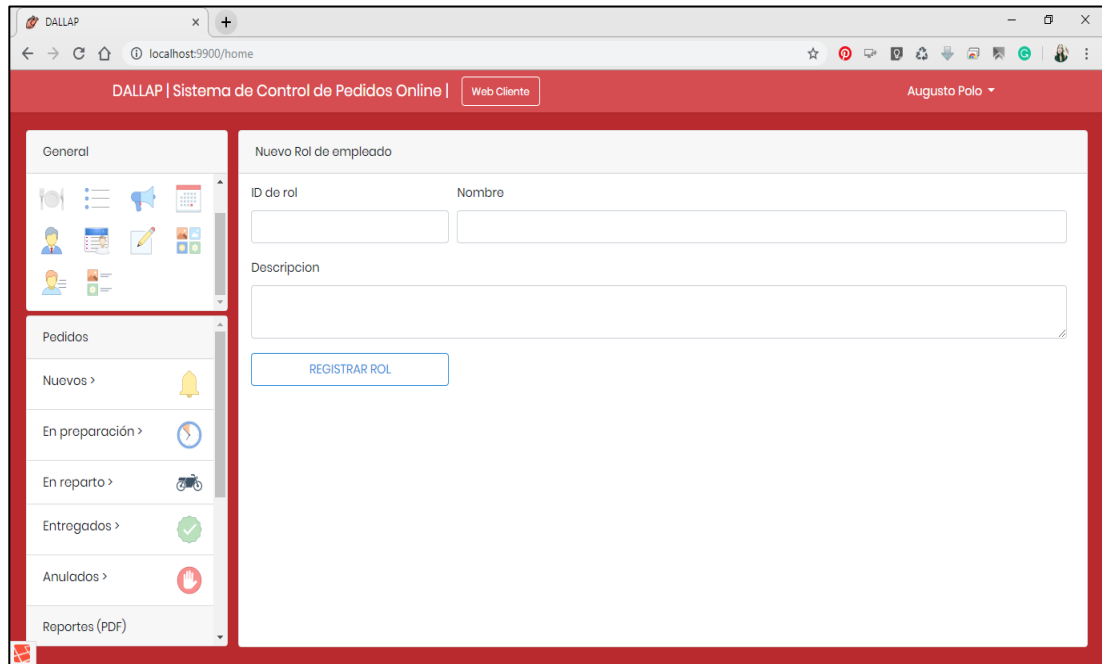 DALLAP
localhost:9900/home
DALLAP | Sistema de Control de Pedidos Online |
Web Cliente
Augusto Polo
General
Nuevo Rol de empleado
ID de rol
Nombre
Descripcion
REGISTRAR ROL
Pedidos
Nuevos >
En preparación >
En reparto >
Entregados >
Anulados >
Reportes (PDF)